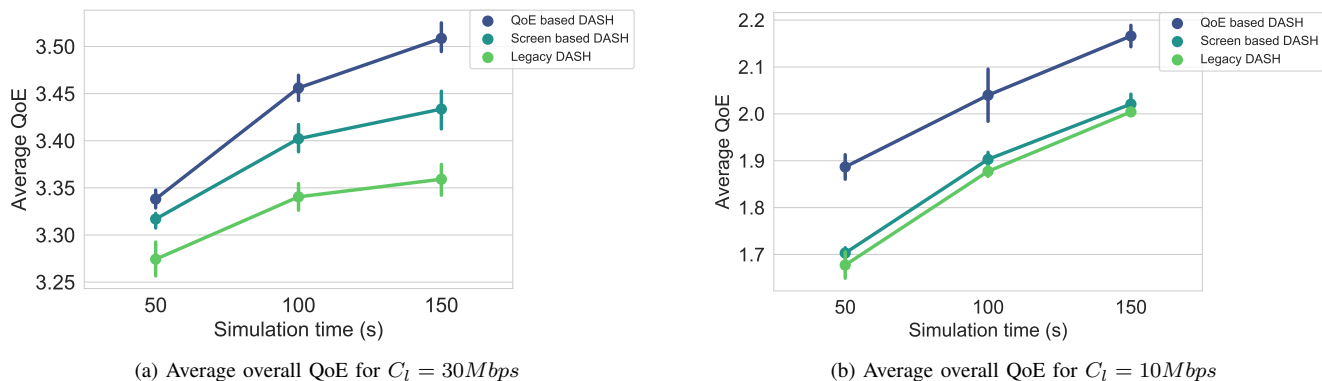 3.50
3.45
3.40
3.35
3.30
3.25
Average QoE
QoE based DASH
Screen based DASH
Legacy DASH
50 100 150
Simulation time (s)
(a) Average overall QoE for C_l = 30Mbps
2.2
2.1
2.0
1.9
1.8
1.7
Average QoE
QoE based DASH
Screen based DASH
Legacy DASH
50 100 150
Simulation time (s)
(b) Average overall QoE for C_l = 10Mbps